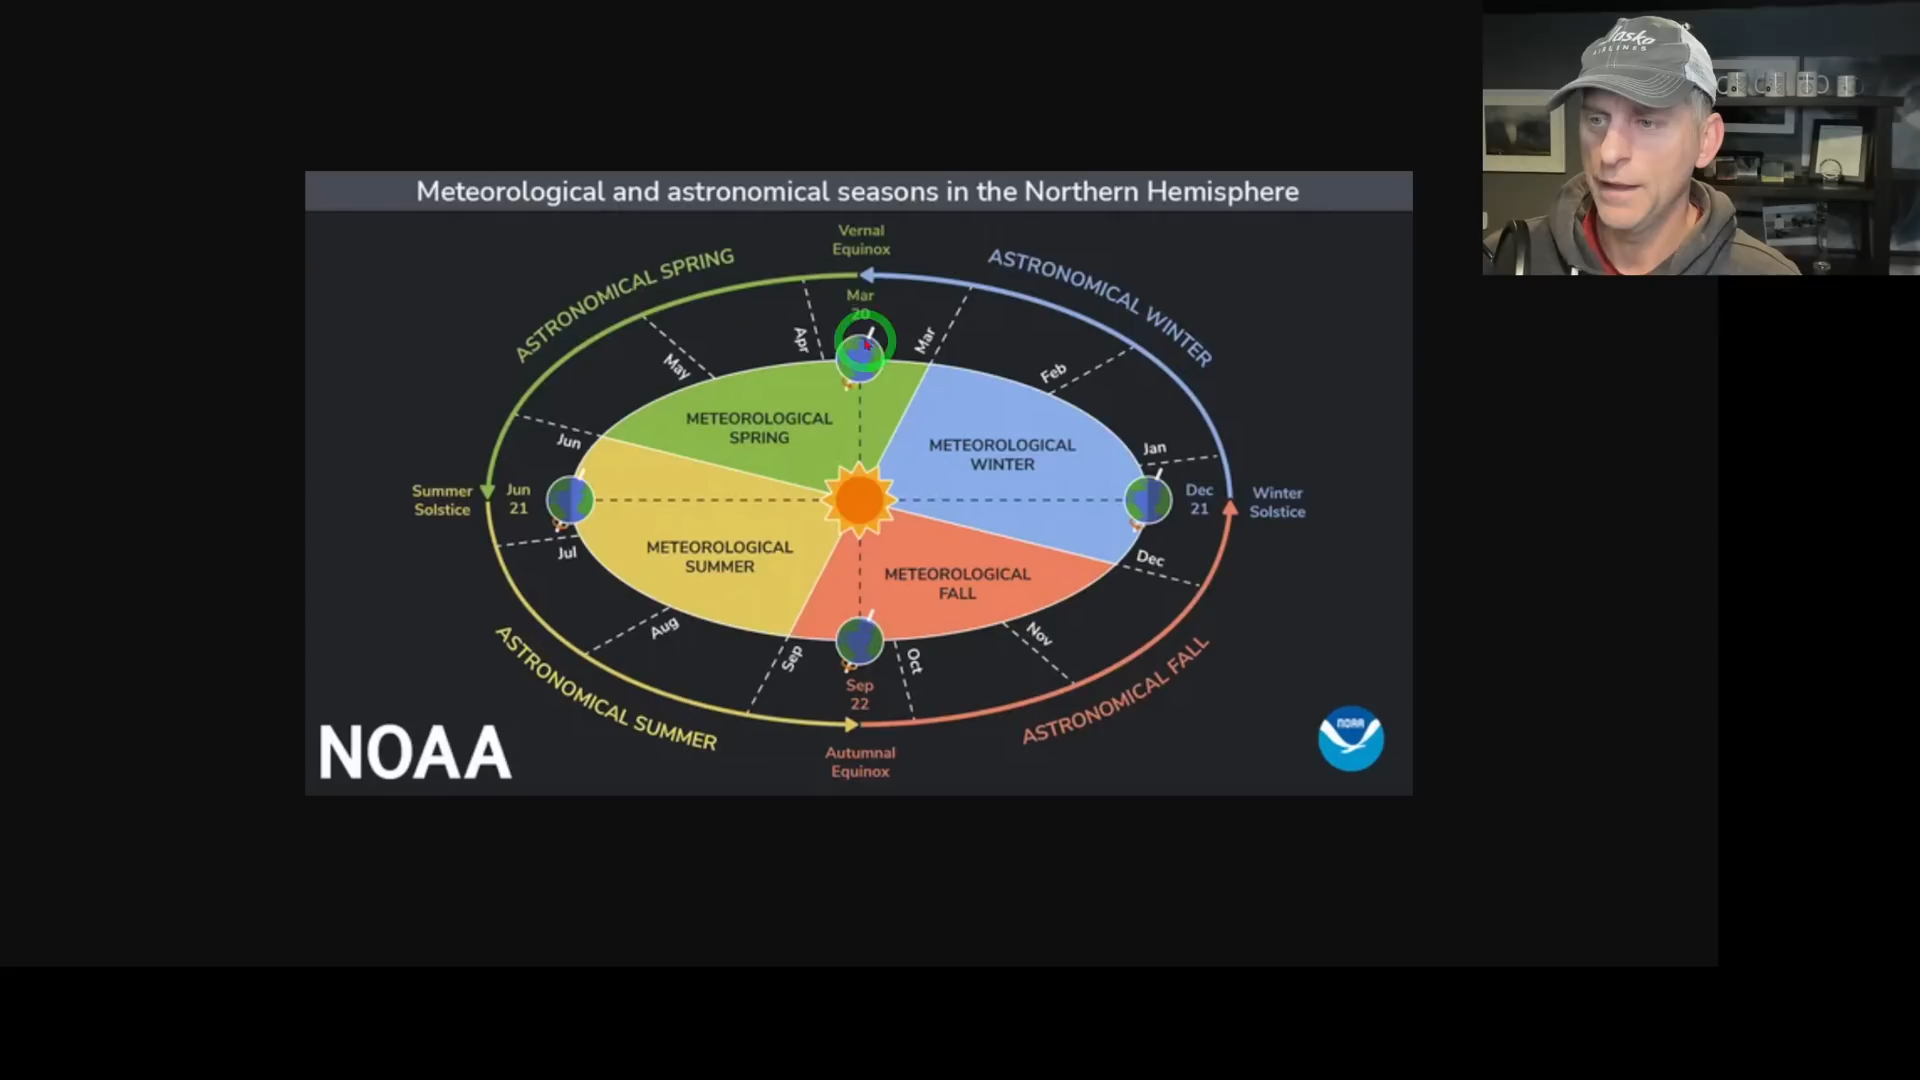 Meteorological and astronomical seasons in the Northern Hemisphere
Vernal
Equinox
ASTRONOMICAL SPRING
ASTRONOMICAL WINTER
Mar
20
Apr
Mar
May
Feb
Jun
Jan
METEOROLOGICAL
SPRING
METEOROLOGICAL
WINTER
Summer
Solstice
Jun
21
Dec
21
Winter
Solstice
METEOROLOGICAL
SUMMER
METEOROLOGICAL
FALL
Jul
Dec
Aug
Nov
Sep
Oct
Sep
22
ASTRONOMICAL SUMMER
ASTRONOMICAL FALL
Autumnal
Equinox
NOAA
NOAA
AIRLINES